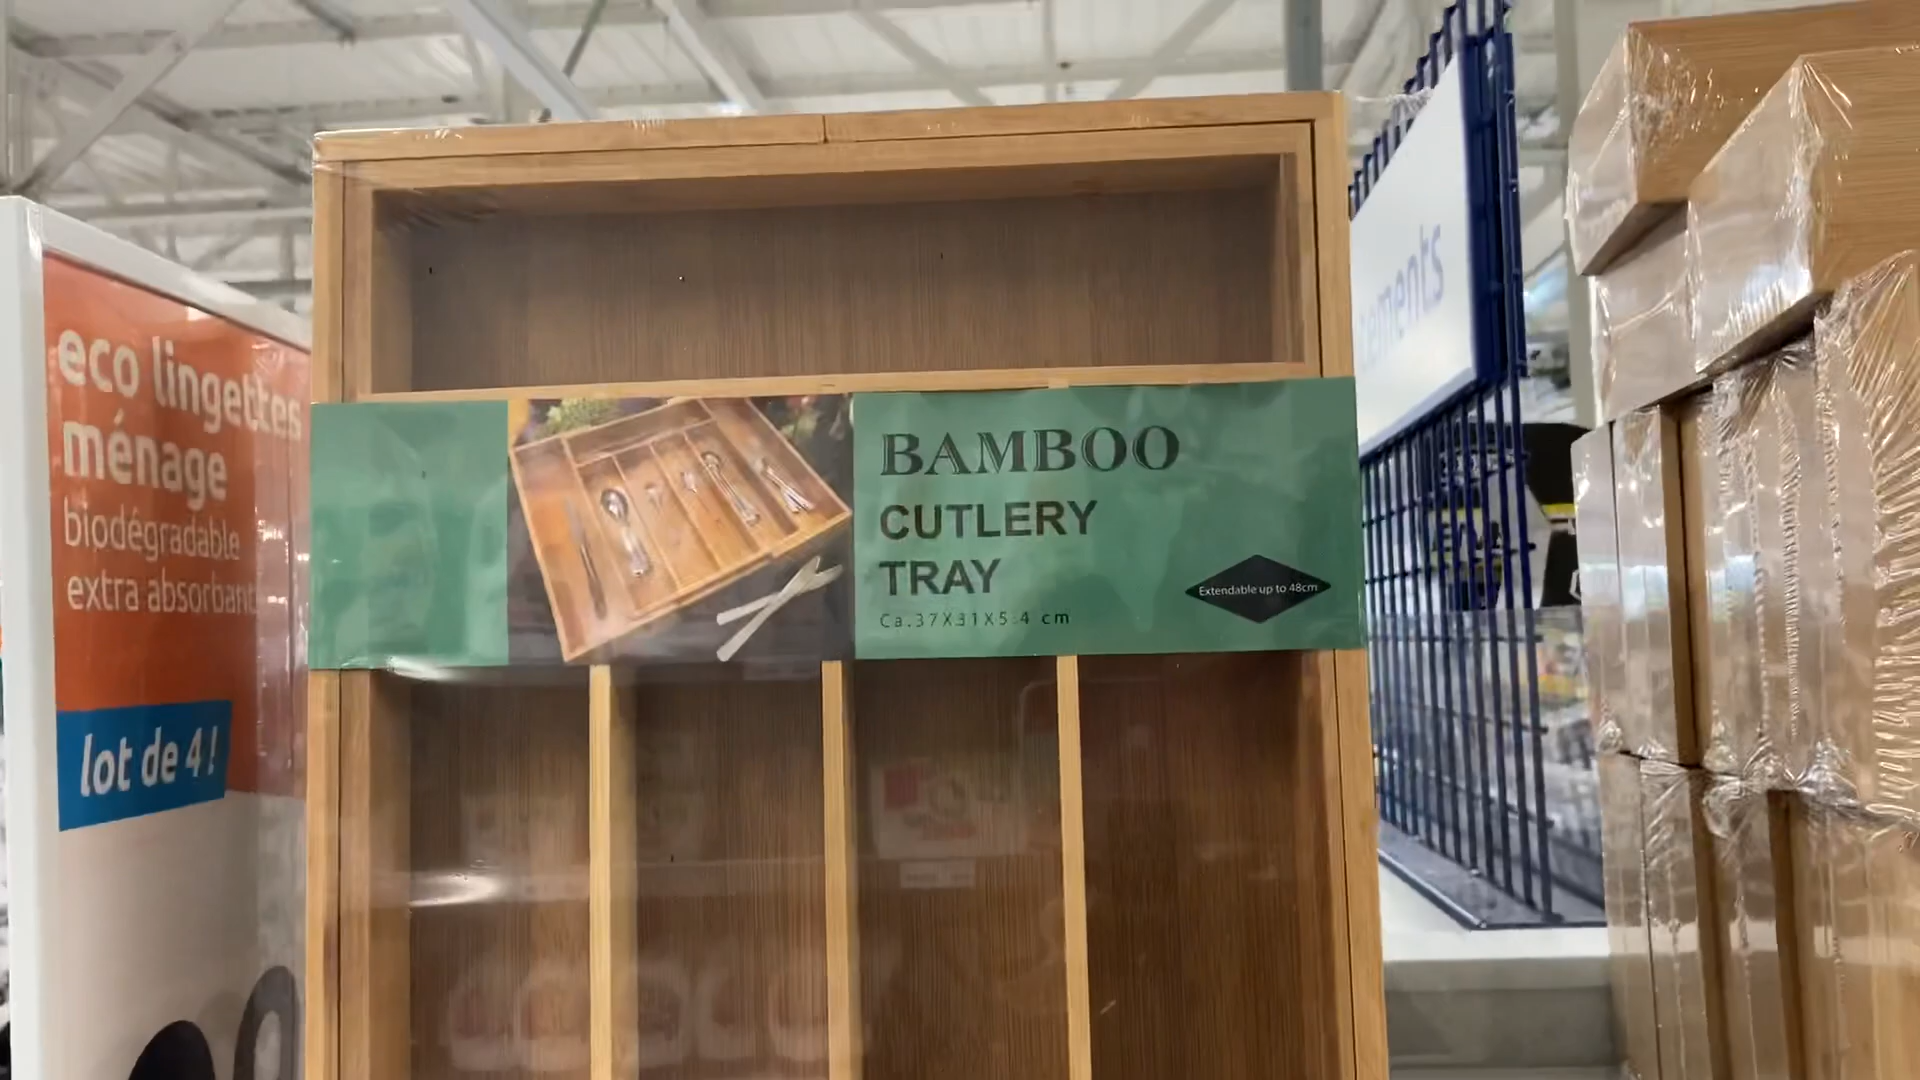 eco lingettes
ménage
biodégradable
extra absorbant
lot de 4 !
BAMBOO
CUTLERY
TRAY
Ca.37X31X5.4 cm
Extendable up to 48cm